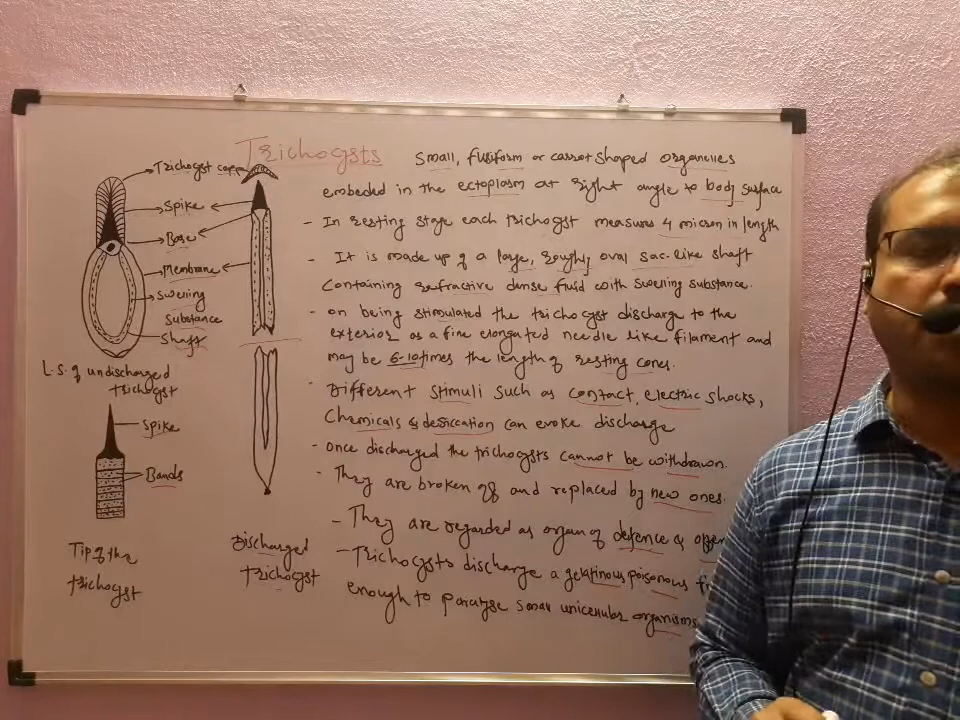 Trichocysts
Small, fusiform or carrot shaped organelles
embeded in the ectoplasm at right angle to body surface
- In resting stage each trichocyst measures 4 micron in length
- It is made up of a large, roughly oval sac-like shaft
Containing refractive dense fluid with swelling substance.
- on being stimulated the trichocyst discharge to the
exterior as a fine elongated needle like filament and
may be 6-10 times the length of resting cones.
- Different stimuli such as contact, electric shocks,
Chemicals & desiccation can evoke discharge
- once discharged the trichocysts cannot be withdrawn.
- They are broken off and replaced by new ones.
- They are regarded as organ of defence &
- Trichocysts discharge a gelatinous poisonous
enough to paralyse small unicellular organisms
Trichocyst cap
Spike
Base
Membrane
Swelling
Substance
Shaft
L.S. of undischarged
trichocyst
Spike
Bands
Tip of the
trichocyst
Discharged
trichocyst